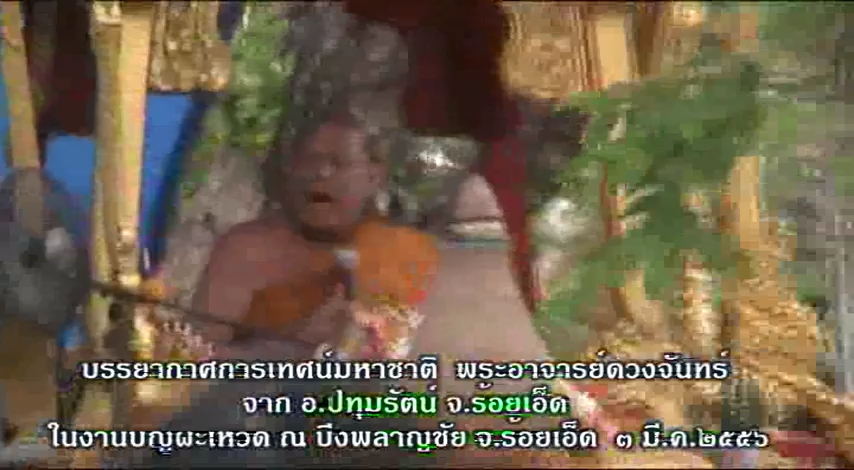 บรรยากาศการเทศน์มหาชาติ พระอาจารย์ดวงจันทร์
จาก อ.ปทุมรัตน์ จ.ร้อยเอ็ด
ในงานบุญผะเหวด ณ บึงพลาญชัย จ.ร้อยเอ็ด ๓ มี.ค.๒๕๕๖